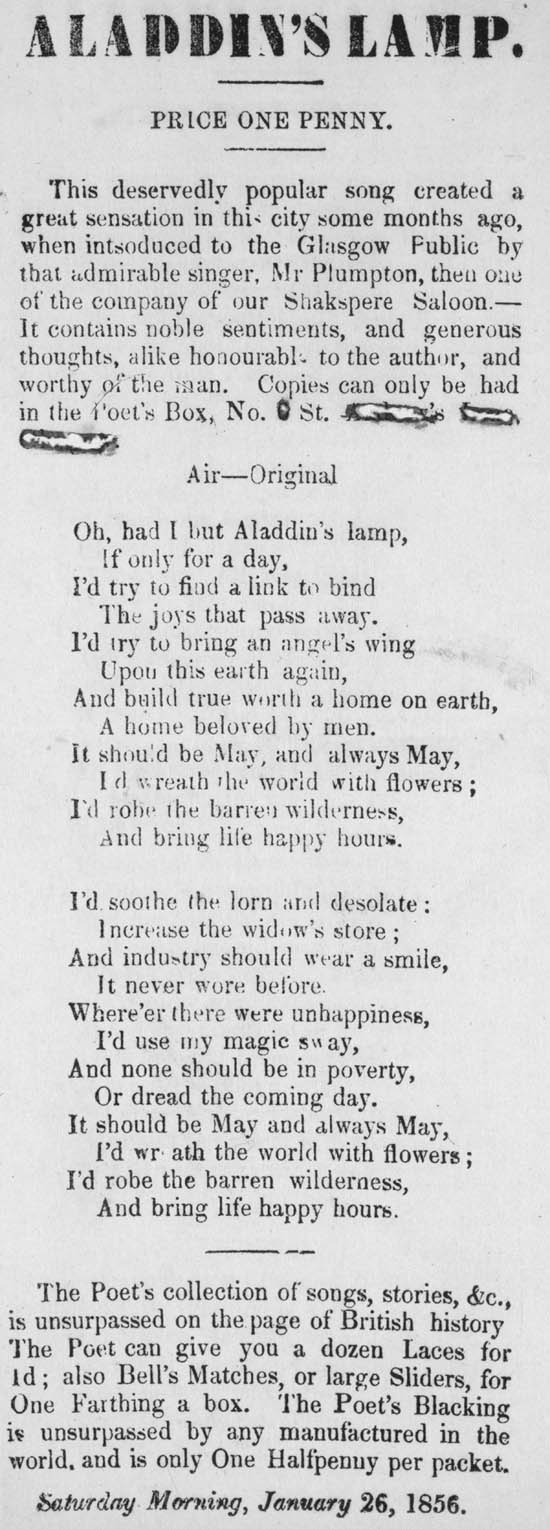 ALADDIN'S LAMP.
PRICE ONE PENNY.
This deservedly popular song created a
great sensation in this city some months ago,
when intsoduced to the Glasgow Public by
that admirable singer, Mr Plumpton, then one
of the company of our Shakspere Saloon.—
It contains noble sentiments, and generous
thoughts, alike honourable to the author, and
worthy of the man. Copies can only be had
in the Poet's Box, No. St.
Air—Original
Oh, had I but Aladdin's lamp,
If only for a day,
I'd try to find a link to bind
The joys that pass away.
I'd try to bring an angel's wing
Upon this earth again,
And build true worth a home on earth,
A home beloved by men.
It should be May, and always May,
I'd wreath the world with flowers;
I'd robe the barren wilderness,
And bring life happy hours.
I'd soothe the lorn and desolate:
Increase the widow's store;
And industry should wear a smile,
It never wore before.
Where'er there were unhappiness,
I'd use my magic sway,
And none should be in poverty,
Or dread the coming day.
It should be May and always May,
I'd wreath the world with flowers;
I'd robe the barren wilderness,
And bring life happy hours.
The Poet's collection of songs, stories, &c.,
is unsurpassed on the page of British history
The Poet can give you a dozen Laces for
1d; also Bell's Matches, or large Sliders, for
One Farthing a box. The Poet's Blacking
is unsurpassed by any manufactured in the
world, and is only One Halfpenny per packet.
Saturday Morning, January 26, 1856.